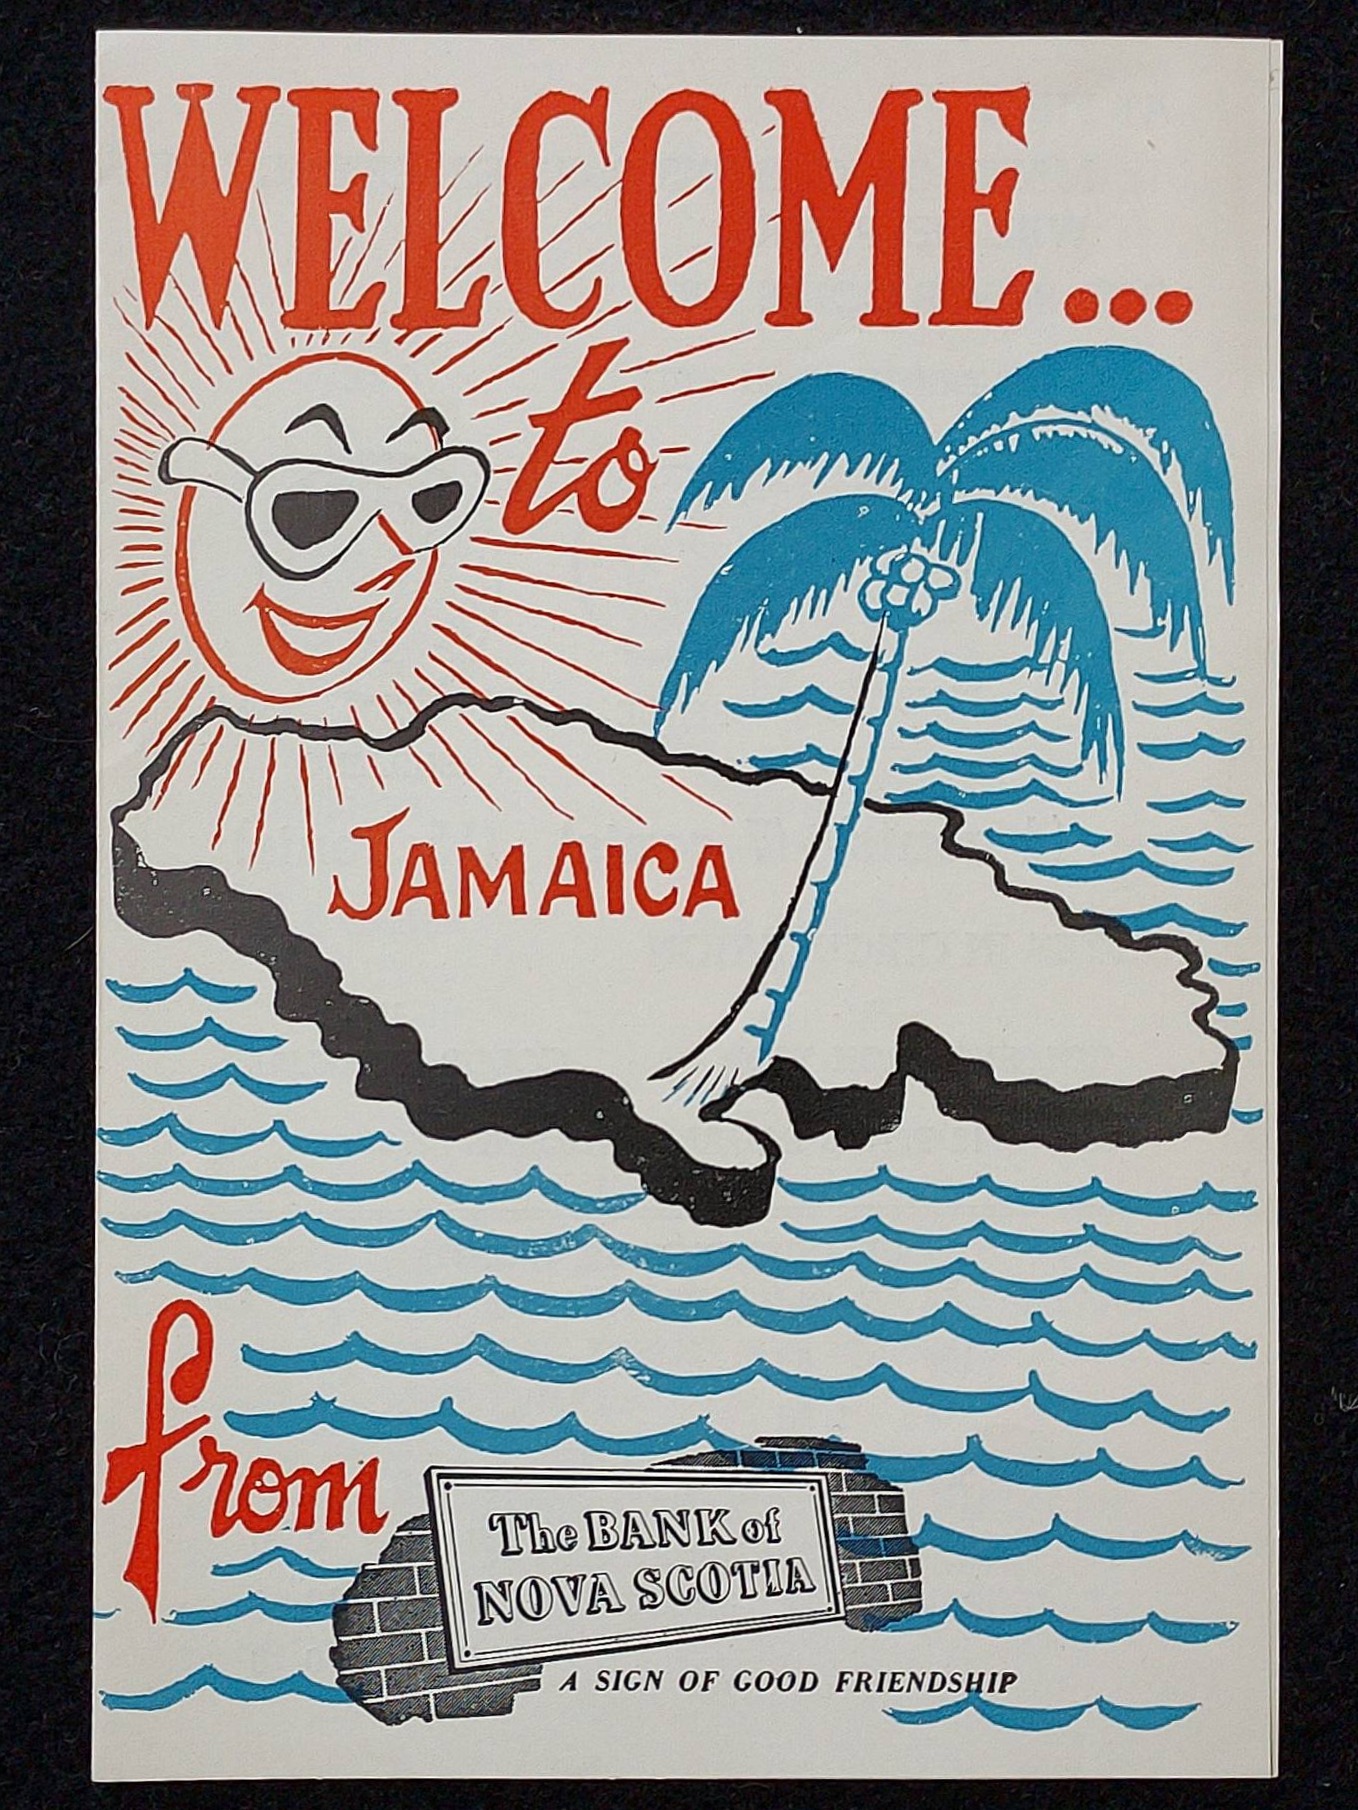 WELCOME...
to
JAMAICA
from
The BANK of
NOVA SCOTIA
A SIGN OF GOOD FRIENDSHIP